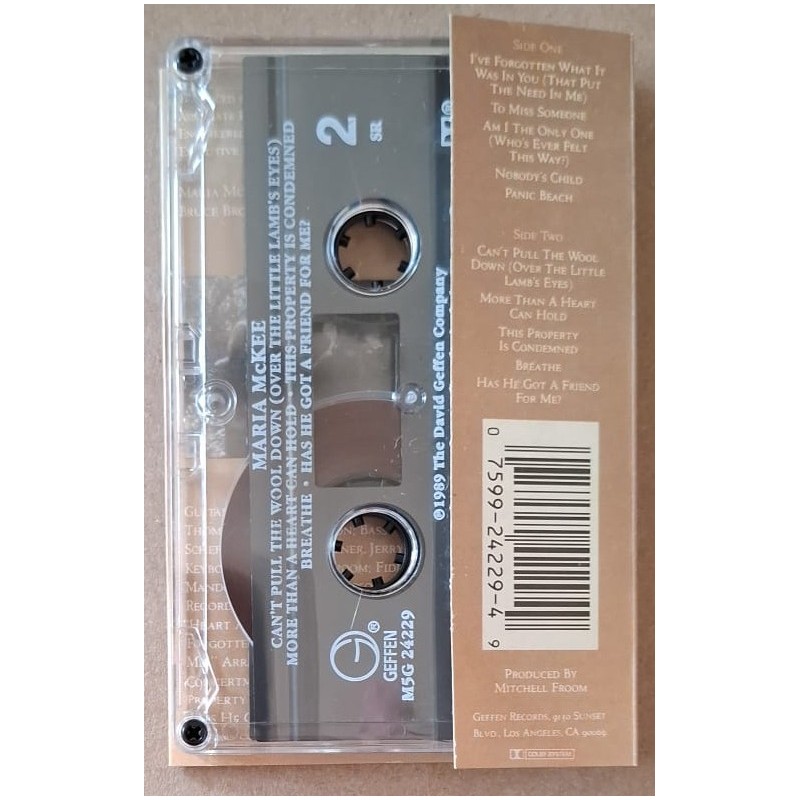 MARIA McKEE
CAN'T PULL THE WOOL DOWN (OVER THE LITTLE LAMB'S EYES)
MORE THAN A HEART CAN HOLD • THIS PROPERTY IS CONDEMNED
BREATHE • HAS HE GOT A FRIEND FOR ME?
2
SR
©1989 The David Geffen Company
G®
GEFFEN
M5G 24229
SIDE ONE
I'VE FORGOTTEN WHAT IT
WAS IN YOU (THAT PUT
THE NEED IN ME)
TO MISS SOMEONE
AM I THE ONLY ONE
(WHO'S EVER FELT
THIS WAY?)
NOBODY'S CHILD
PANIC BEACH
SIDE TWO
CAN'T PULL THE WOOL
DOWN (OVER THE LITTLE
LAMB'S EYES)
MORE THAN A HEART
CAN HOLD
THIS PROPERTY
IS CONDEMNED
BREATHE
HAS HE GOT A FRIEND
FOR ME?
0 7599-24229-4 9
PRODUCED BY
MITCHELL FROOM
GEFFEN RECORDS, 9130 SUNSET
BLVD., LOS ANGELES, CA 90069
DOLBY SYSTEM